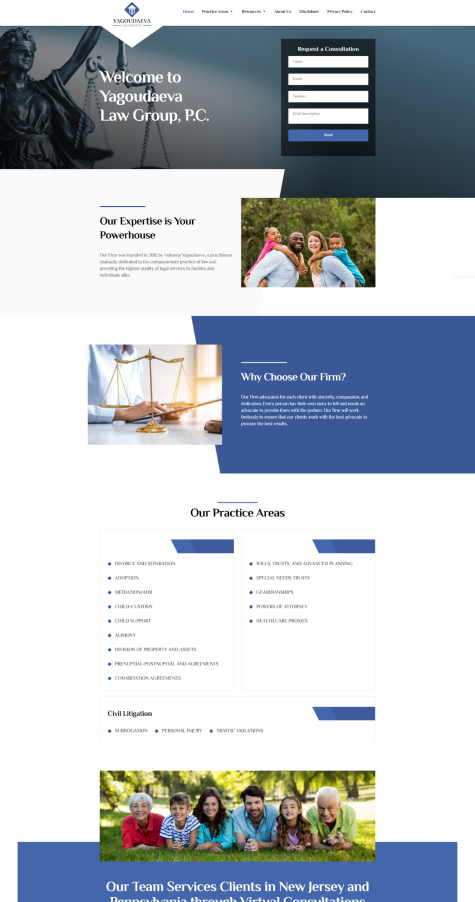 YAGOUDAEVA
Home Practice Areas Resources About Us Disclaimer Privacy Policy Contact
Welcome to
Yagoudaeva
Law Group, P.C.
Request a Consultation
Name
Email
Number
Brief description
Send
Our Expertise is Your
Powerhouse
Our Firm was founded in 2016 by Yagoudaeva, a practitioner
zealously dedicated to the compassionate practice of law and
providing the highest quality of legal services to families and
individuals alike.
Why Choose Our Firm?
Our Firm advocates for each client with sincerity, compassion, and
dedication. Every person has their own story to tell and needs an
advocate to provide them with the podium. Our firm will work
tirelessly to ensure that our clients work with the best advocate to
procure the best results.
Our Practice Areas
DIVORCE AND SEPARATION
ADOPTION
MEDIATION/ADR
CHILD CUSTODY
CHILD SUPPORT
ALIMONY
DIVISION OF PROPERTY AND ASSETS
PRENUPTIAL-POSTNUPTIAL AND AGREEMENTS
COHABITATION AGREEMENTS
WILLS, TRUSTS, AND ADVANCED PLANNING
SPECIAL NEEDS TRUSTS
GUARDIANSHIPS
POWERS OF ATTORNEY
HEALTH CARE PROXIES
Civil Litigation
SUBROGATION PERSONAL INJURY TRAFFIC VIOLATIONS
Our Team Services Clients in New Jersey and
Pennsylvania through Virtual Consultations